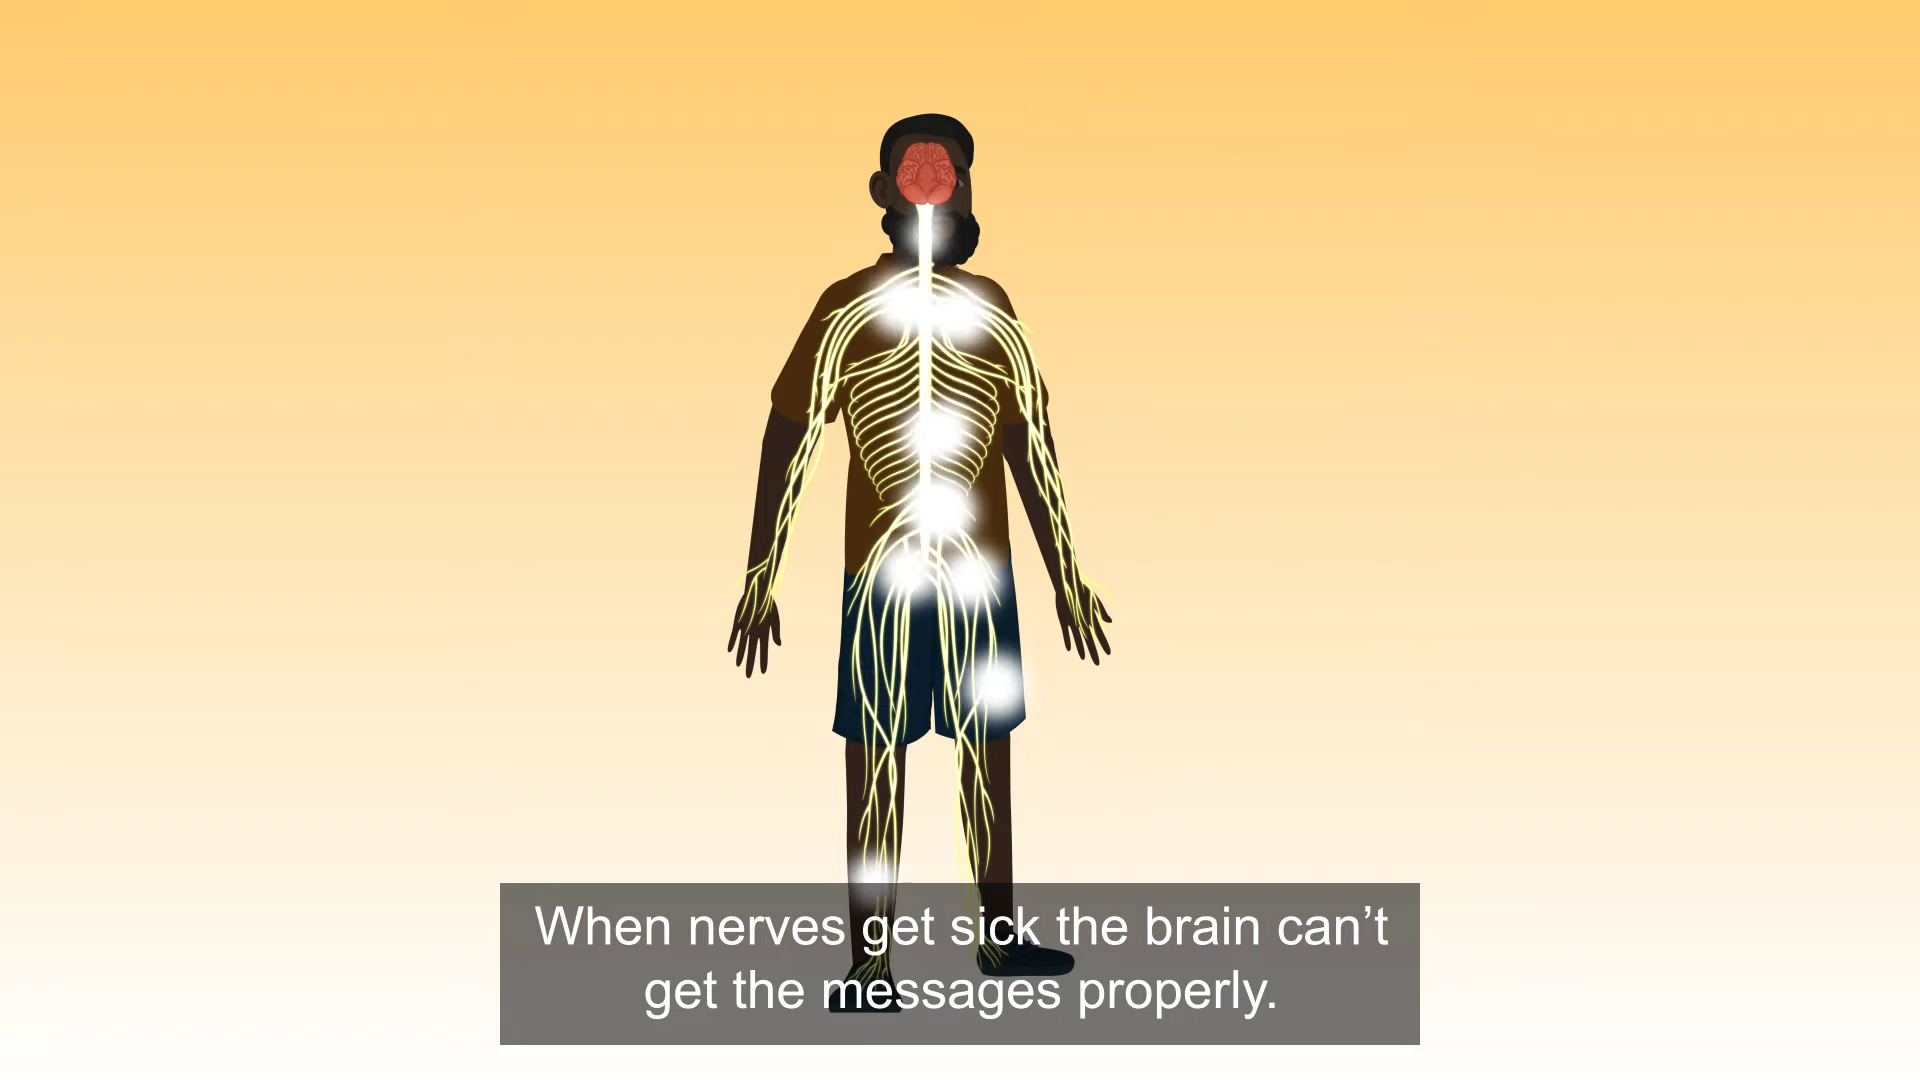 When nerves get sick the brain can’t
get the messages properly.